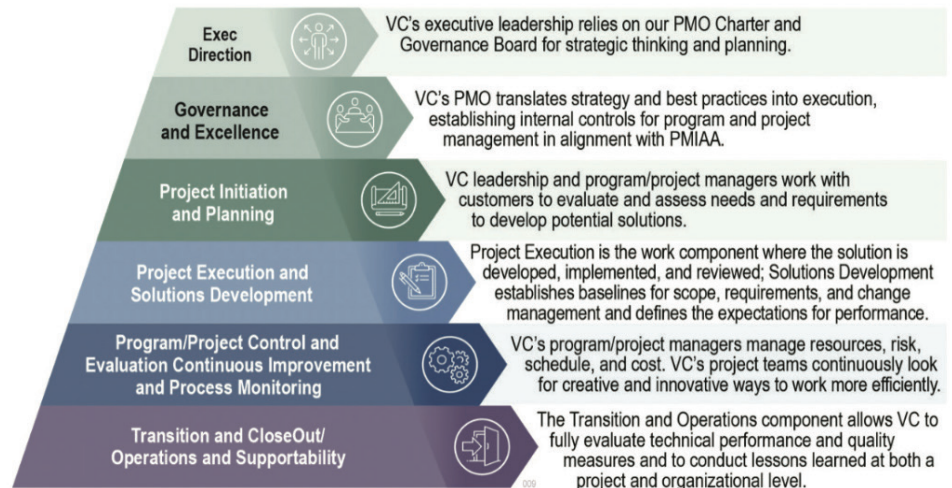 Exec
Direction
VC's executive leadership relies on our PMO Charter and
Governance Board for strategic thinking and planning.
Governance
and Excellence
VC's PMO translates strategy and best practices into execution,
establishing internal controls for program and project
management in alignment with PMIAA.
Project Initiation
and Planning
VC leadership and program/project managers work with
customers to evaluate and assess needs and requirements
to develop potential solutions.
Project Execution and
Solutions Development
Project Execution is the work component where the solution is
developed, implemented, and reviewed; Solutions Development
establishes baselines for scope, requirements, and change
management and defines the expectations for performance.
Program/Project Control and
Evaluation Continuous Improvement
and Process Monitoring
VC's program/project managers manage resources, risk,
schedule, and cost. VC's project teams continuously look
for creative and innovative ways to work more efficiently.
Transition and CloseOut/
Operations and Supportability
The Transition and Operations component allows VC to
fully evaluate technical performance and quality
measures and to conduct lessons learned at both a
project and organizational level.
009